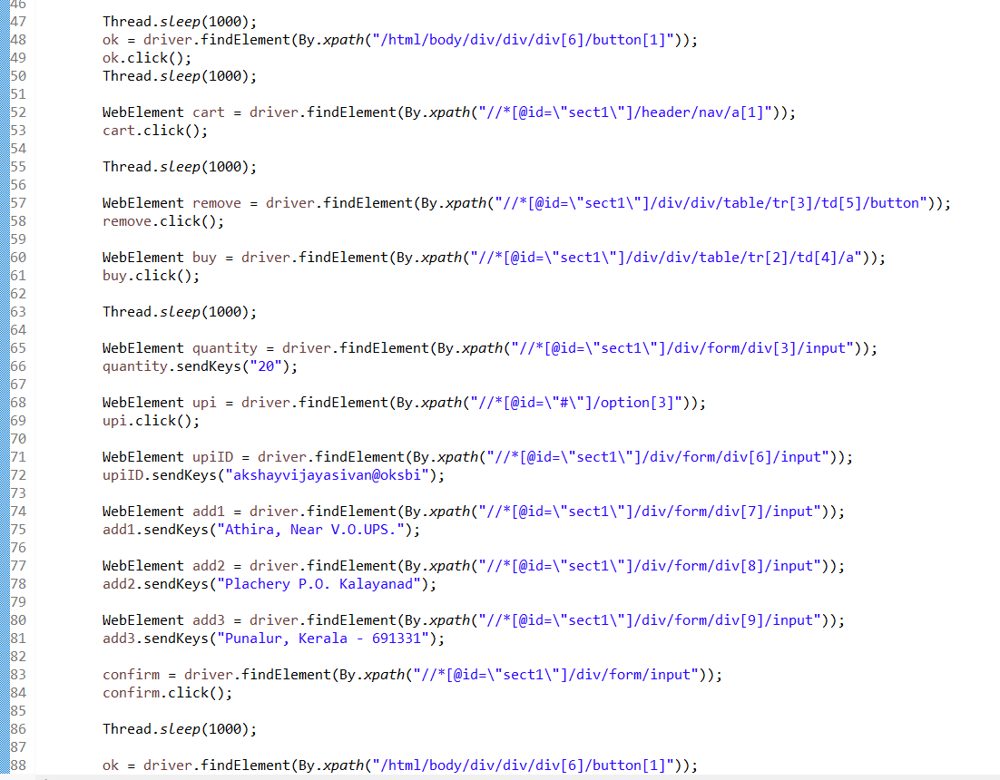 46
47 Thread.sleep(1000);
48 ok = driver.findElement(By.xpath("/html/body/div/div/div[6]/button[1]"));
49 ok.click();
50 Thread.sleep(1000);
51
52 WebElement cart = driver.findElement(By.xpath("//*[@id=\"sect1\"]/header/nav/a[1]"));
53 cart.click();
54
55 Thread.sleep(1000);
56
57 WebElement remove = driver.findElement(By.xpath("//*[@id=\"sect1\"]/div/div/table/tr[3]/td[5]/button"));
58 remove.click();
59
60 WebElement buy = driver.findElement(By.xpath("//*[@id=\"sect1\"]/div/div/table/tr[2]/td[4]/a"));
61 buy.click();
62
63 Thread.sleep(1000);
64
65 WebElement quantity = driver.findElement(By.xpath("//*[@id=\"sect1\"]/div/form/div[3]/input"));
66 quantity.sendKeys("20");
67
68 WebElement upi = driver.findElement(By.xpath("//*[@id=\"#\"]/option[3]"));
69 upi.click();
70
71 WebElement upiID = driver.findElement(By.xpath("//*[@id=\"sect1\"]/div/form/div[6]/input"));
72 upiID.sendKeys("akshayvijayasivan@oksbi");
73
74 WebElement add1 = driver.findElement(By.xpath("//*[@id=\"sect1\"]/div/form/div[7]/input"));
75 add1.sendKeys("Athira, Near V.O.UPS.");
76
77 WebElement add2 = driver.findElement(By.xpath("//*[@id=\"sect1\"]/div/form/div[8]/input"));
78 add2.sendKeys("Plachery P.O. Kalayanad");
79
80 WebElement add3 = driver.findElement(By.xpath("//*[@id=\"sect1\"]/div/form/div[9]/input"));
81 add3.sendKeys("Punalur, Kerala - 691331");
82
83 confirm = driver.findElement(By.xpath("//*[@id=\"sect1\"]/div/form/input"));
84 confirm.click();
85
86 Thread.sleep(1000);
87
88 ok = driver.findElement(By.xpath("/html/body/div/div/div[6]/button[1]"));